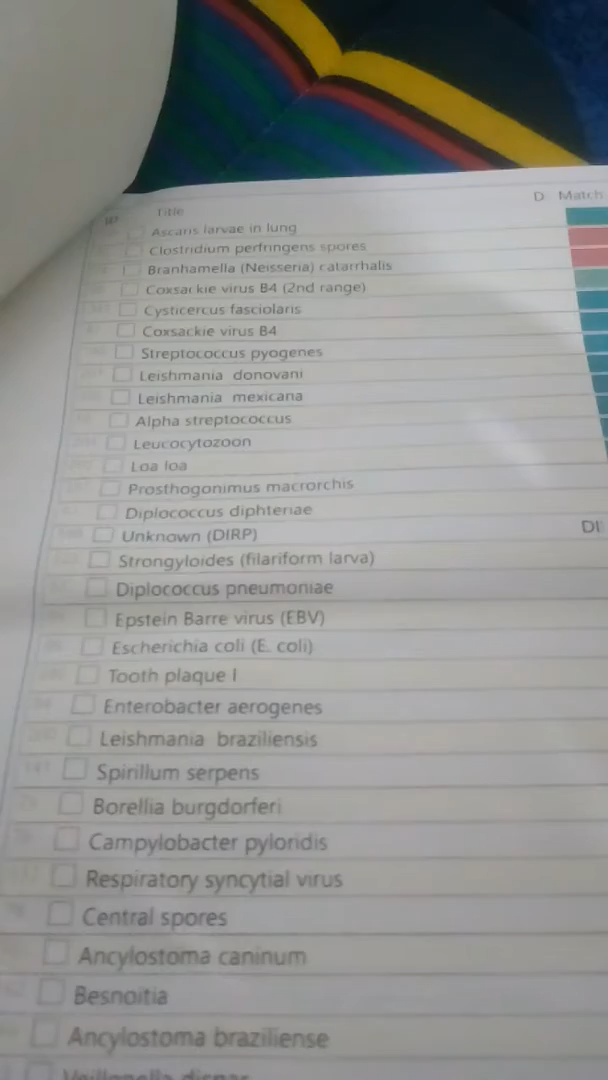 Title D Match
Ascaris larvae in lung
Clostridium perfringens spores
Branhamella (Neisseria) catarrhalis
Coxsackie virus B4 (2nd range)
Cysticercus fasciolaris
Coxsackie virus B4
Streptococcus pyogenes
Leishmania donovani
Leishmania mexicana
Alpha streptococcus
Leucocytozoon
Loa loa
Prosthogonimus macrorchis
Diplococcus diphteriae
Unknown (DIRP) DI
Strongyloides (filariform larva)
Diplococcus pneumoniae
Epstein Barre virus (EBV)
Escherichia coli (E. coli)
Tooth plaque I
Enterobacter aerogenes
Leishmania braziliensis
Spirillum serpens
Borellia burgdorferi
Campylobacter pyloridis
Respiratory syncytial virus
Central spores
Ancylostoma caninum
Besnoitia
Ancylostoma braziliense
Veillonella dispar